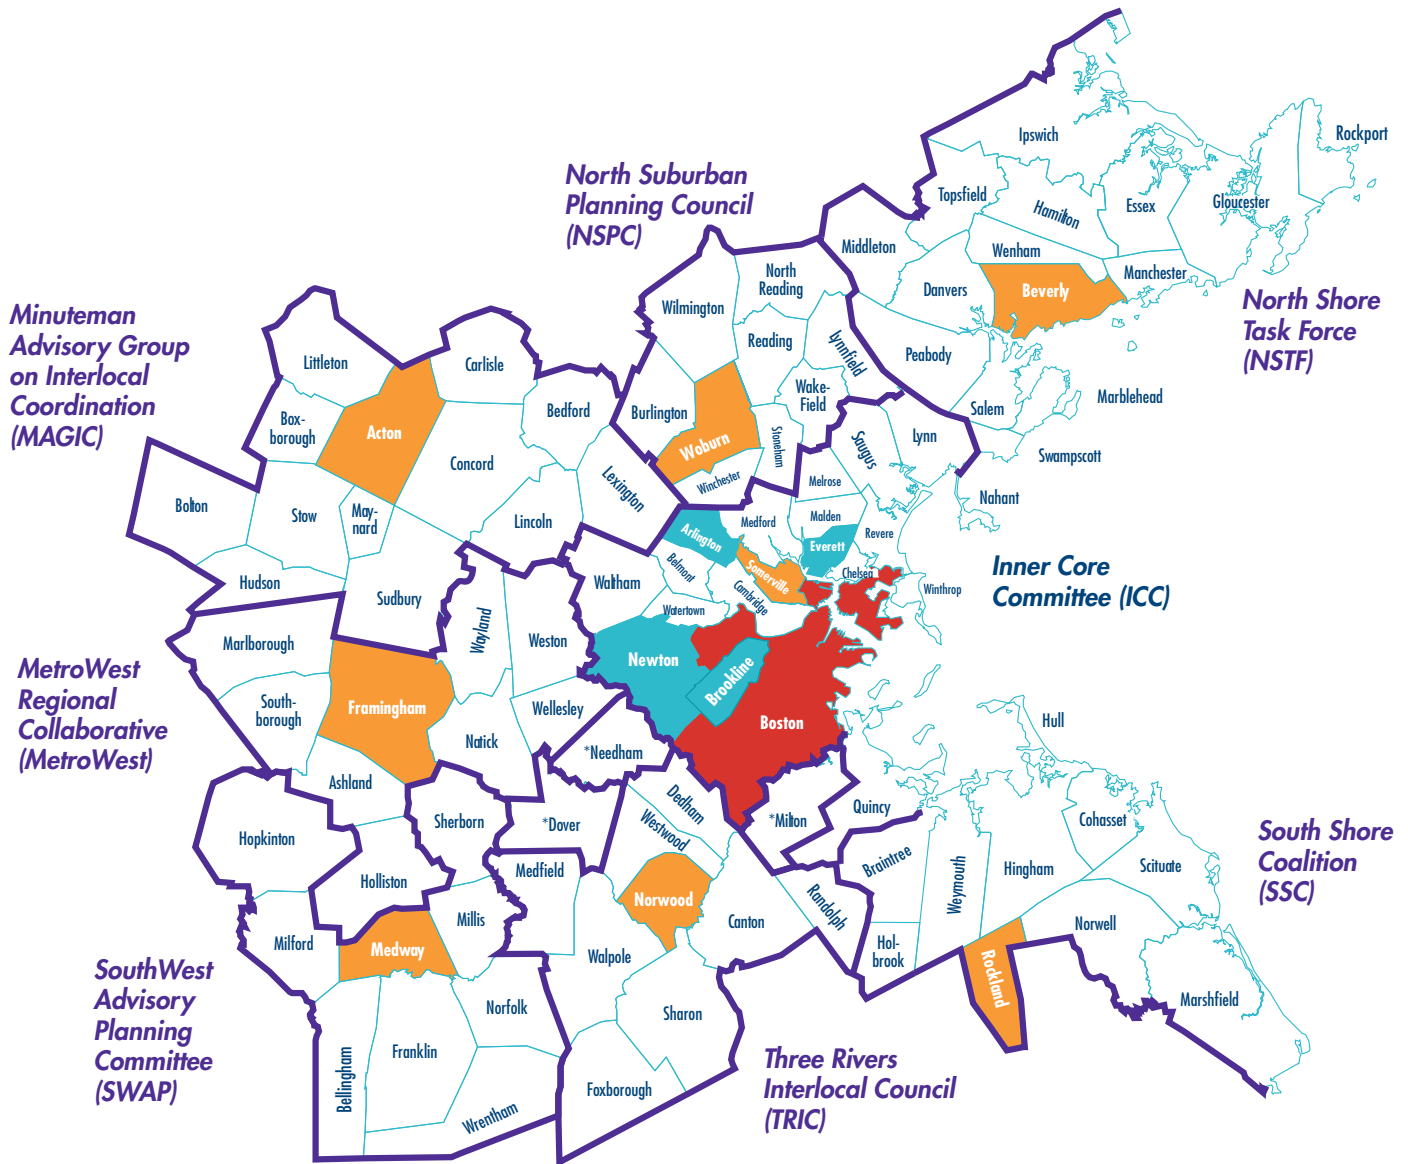 Ipswich
Rockport
North Suburban
Planning Council
(NSPC)
Topsfield
Hamilton
Essex
Gloucester
Middleton
Wenham
North
Reading
Manchester
Danvers
Beverly
North Shore
Task Force
(NSTF)
Minuteman
Advisory Group
on Interlocal
Coordination
(MAGIC)
Wilmington
Reading
Lynnfield
Peabody
Littleton
Carlisle
Wake-
Field
Marblehead
Salem
Box-
borough
Acton
Bedford
Burlington
Woburn
Stoneham
Saugus
Lynn
Swampscott
Concord
Lexington
Winchester
Melrose
Nahant
Bolton
Stow
May-
nard
Lincoln
Medford
Malden
Revere
Arlington
Everett
Inner Core
Committee (ICC)
Hudson
Sudbury
Waltham
Belmont
Somerville
Chelsea
Cambridge
Winthrop
Watertown
Marlborough
Wayland
Weston
Newton
Brookline
MetroWest
Regional
Collaborative
(MetroWest)
South-
borough
Framingham
Wellesley
Boston
Hull
Natick
*Needham
Ashland
Dedham
Quincy
Sherborn
*Dover
Westwood
*Milton
Cohasset
Hopkinton
South Shore
Coalition
(SSC)
Medfield
Braintree
Hingham
Scituate
Holliston
Norwood
Randolph
Weymouth
Millis
Canton
Norwell
Milford
Medway
Walpole
Hol-
brook
Rockland
SouthWest
Advisory
Planning
Committee
(SWAP)
Norfolk
Sharon
Marshfield
Bellingham
Franklin
Three Rivers
Interlocal Council
(TRIC)
Foxborough
Wrentham